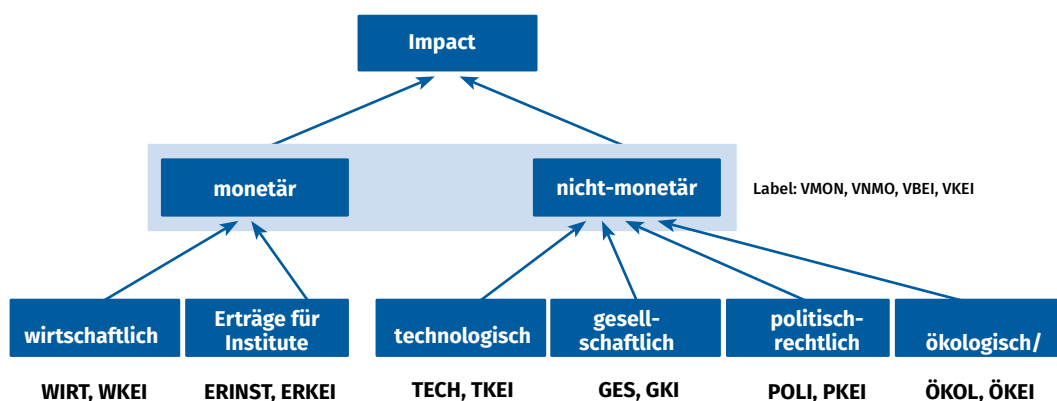 Impact
monetär
nicht-monetär
Label: VMON, VNMO, VBEI, VKEI
wirtschaftlich
Erträge für
Institute
technologisch
gesell-
schaftlich
politisch-
rechtlich
ökologisch/
WIRT, WKEI
ERINST, ERKEI
TECH, TKEI
GES, GKI
POLI, PKEI
ÖKOL, ÖKEI